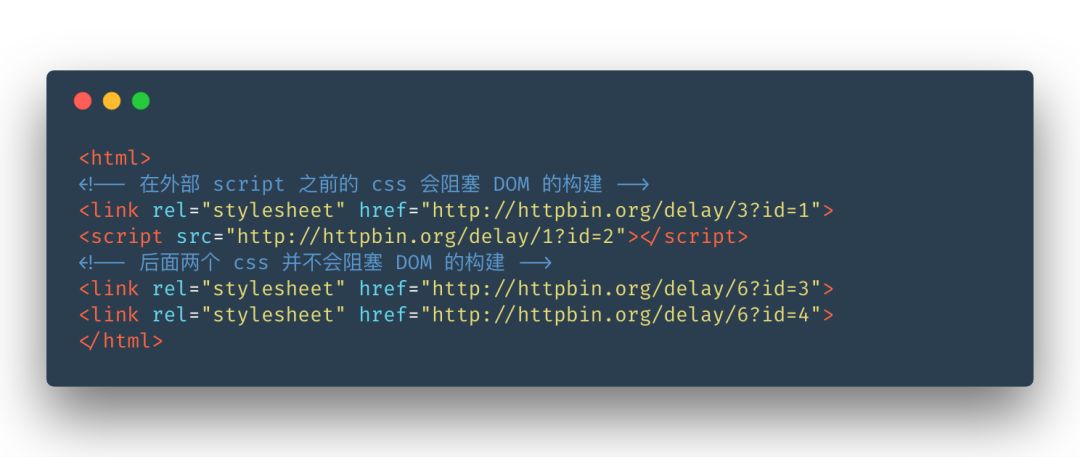 <html>
<!-- 在外部 script 之前的 css 会阻塞 DOM 的构建 -->
<link rel="stylesheet" href="http://httpbin.org/delay/3?id=1">
<script src="http://httpbin.org/delay/1?id=2"></script>
<!-- 后面两个 css 并不会阻塞 DOM 的构建 -->
<link rel="stylesheet" href="http://httpbin.org/delay/6?id=3">
<link rel="stylesheet" href="http://httpbin.org/delay/6?id=4">
</html>